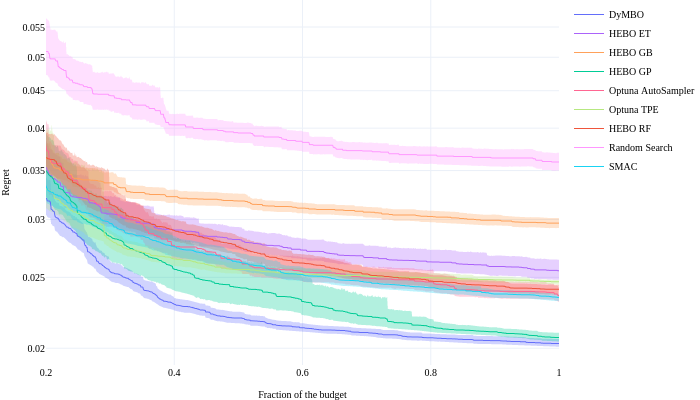 0.055
0.05
0.045
0.04
0.035
0.03
0.025
0.02
Regret
0.2
0.4
0.6
0.8
1
Fraction of the budget
DyMBO
HEBO ET
HEBO GB
HEBO GP
Optuna AutoSampler
Optuna TPE
HEBO RF
Random Search
SMAC